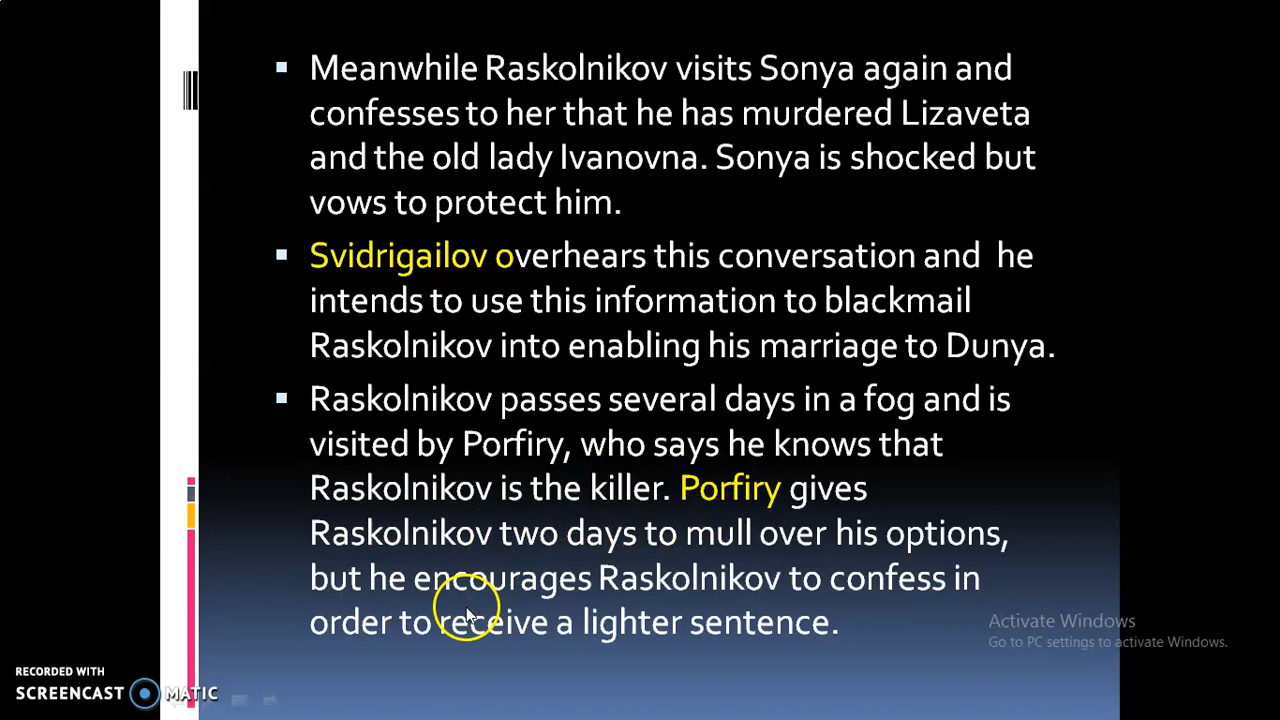 Meanwhile Raskolnikov visits Sonya again and
confesses to her that he has murdered Lizaveta
and the old lady Ivanovna. Sonya is shocked but
vows to protect him.
Svidrigailov overhears this conversation and he
intends to use this information to blackmail
Raskolnikov into enabling his marriage to Dunya.
Raskolnikov passes several days in a fog and is
visited by Porfiry, who says he knows that
Raskolnikov is the killer. Porfiry gives
Raskolnikov two days to mull over his options,
but he encourages Raskolnikov to confess in
order to receive a lighter sentence.
Activate Windows
Go to PC settings to activate Windows.
RECORDED WITH
SCREENCAST MATIC